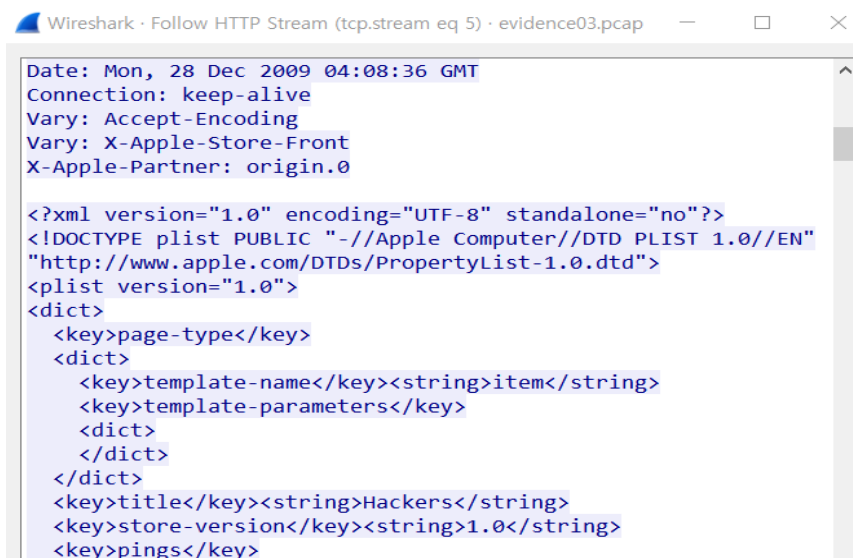 Wireshark · Follow HTTP Stream (tcp.stream eq 5) · evidence03.pcap
Date: Mon, 28 Dec 2009 04:08:36 GMT
Connection: keep-alive
Vary: Accept-Encoding
Vary: X-Apple-Store-Front
X-Apple-Partner: origin.0
<?xml version="1.0" encoding="UTF-8" standalone="no"?>
<!DOCTYPE plist PUBLIC "-//Apple Computer//DTD PLIST 1.0//EN"
"http://www.apple.com/DTDs/PropertyList-1.0.dtd">
<plist version="1.0">
<dict>
<key>page-type</key>
<dict>
<key>template-name</key><string>item</string>
<key>template-parameters</key>
<dict>
</dict>
</dict>
<key>title</key><string>Hackers</string>
<key>store-version</key><string>1.0</string>
<key>pings</key>